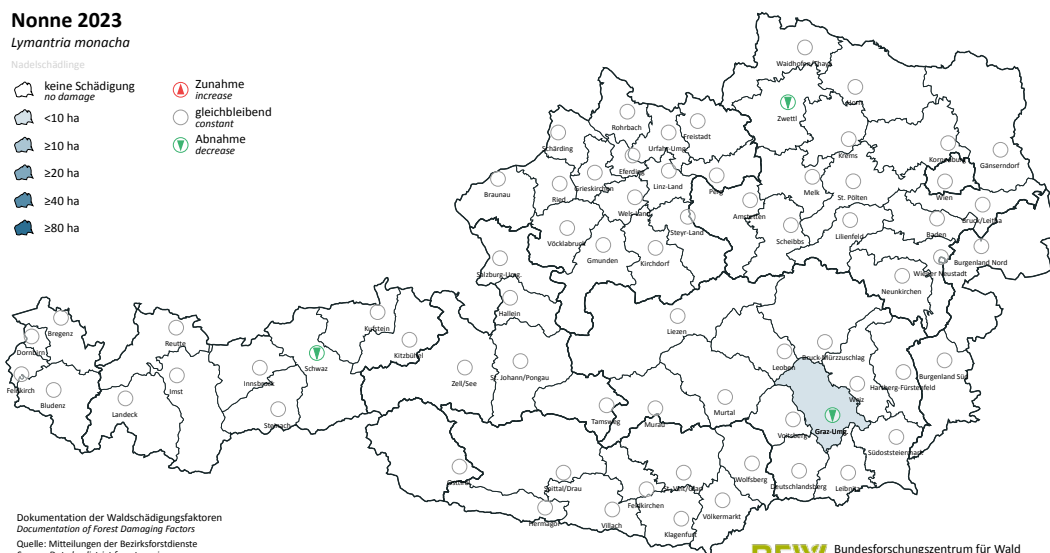 Nonne 2023
Lymantria monacha
Nadelschädlinge
keine Schädigung
no damage
<10 ha
≥10 ha
≥20 ha
≥40 ha
≥80 ha
Zunahme
increase
gleichbleibend
constant
Abnahme
decrease
Waidhofen/Thaya
Horn
Zwettl
Rohrbach
Freistadt
Schärding
Urfahr-Umg.
Krems
Korneuburg
Gänserndorf
Eferding
Grieskirchen
Linz-Land
Braunau
Ried
Perg
Melk
St. Pölten
Wien
Wels-Land
Amstetten
Bruck/Leitha
Steyr-Land
Scheibbs
Lilienfeld
Baden
Vöcklabruck
Gmunden
Kirchdorf
Burgenland Nord
Salzburg-Umg.
Wiener Neustadt
Neunkirchen
Hallein
Liezen
Kufstein
Bregenz
Reutte
Dornbirn
Kitzbühel
Bruck-Mürzzuschlag
Schwaz
Leoben
Zell/See
St. Johann/Pongau
Innsbruck
Burgenland Süd
Feldkirch
Imst
Hartberg-Fürstenfeld
Bludenz
Landeck
Weiz
Murtal
Steinach
Tamsweg
Murau
Voitsberg
Graz-Umg.
Südoststeiermark
Osttirol
Spittal/Drau
St. Veit/Glan
Wolfsberg
Deutschlandsberg
Leibnitz
Feldkirchen
Hermagor
Villach
Völkermarkt
Klagenfurt
Dokumentation der Waldschädigungsfaktoren
Documentation of Forest Damaging Factors
Quelle: Mitteilungen der Bezirksforstdienste
BFW
Bundesforschungszentrum für Wald